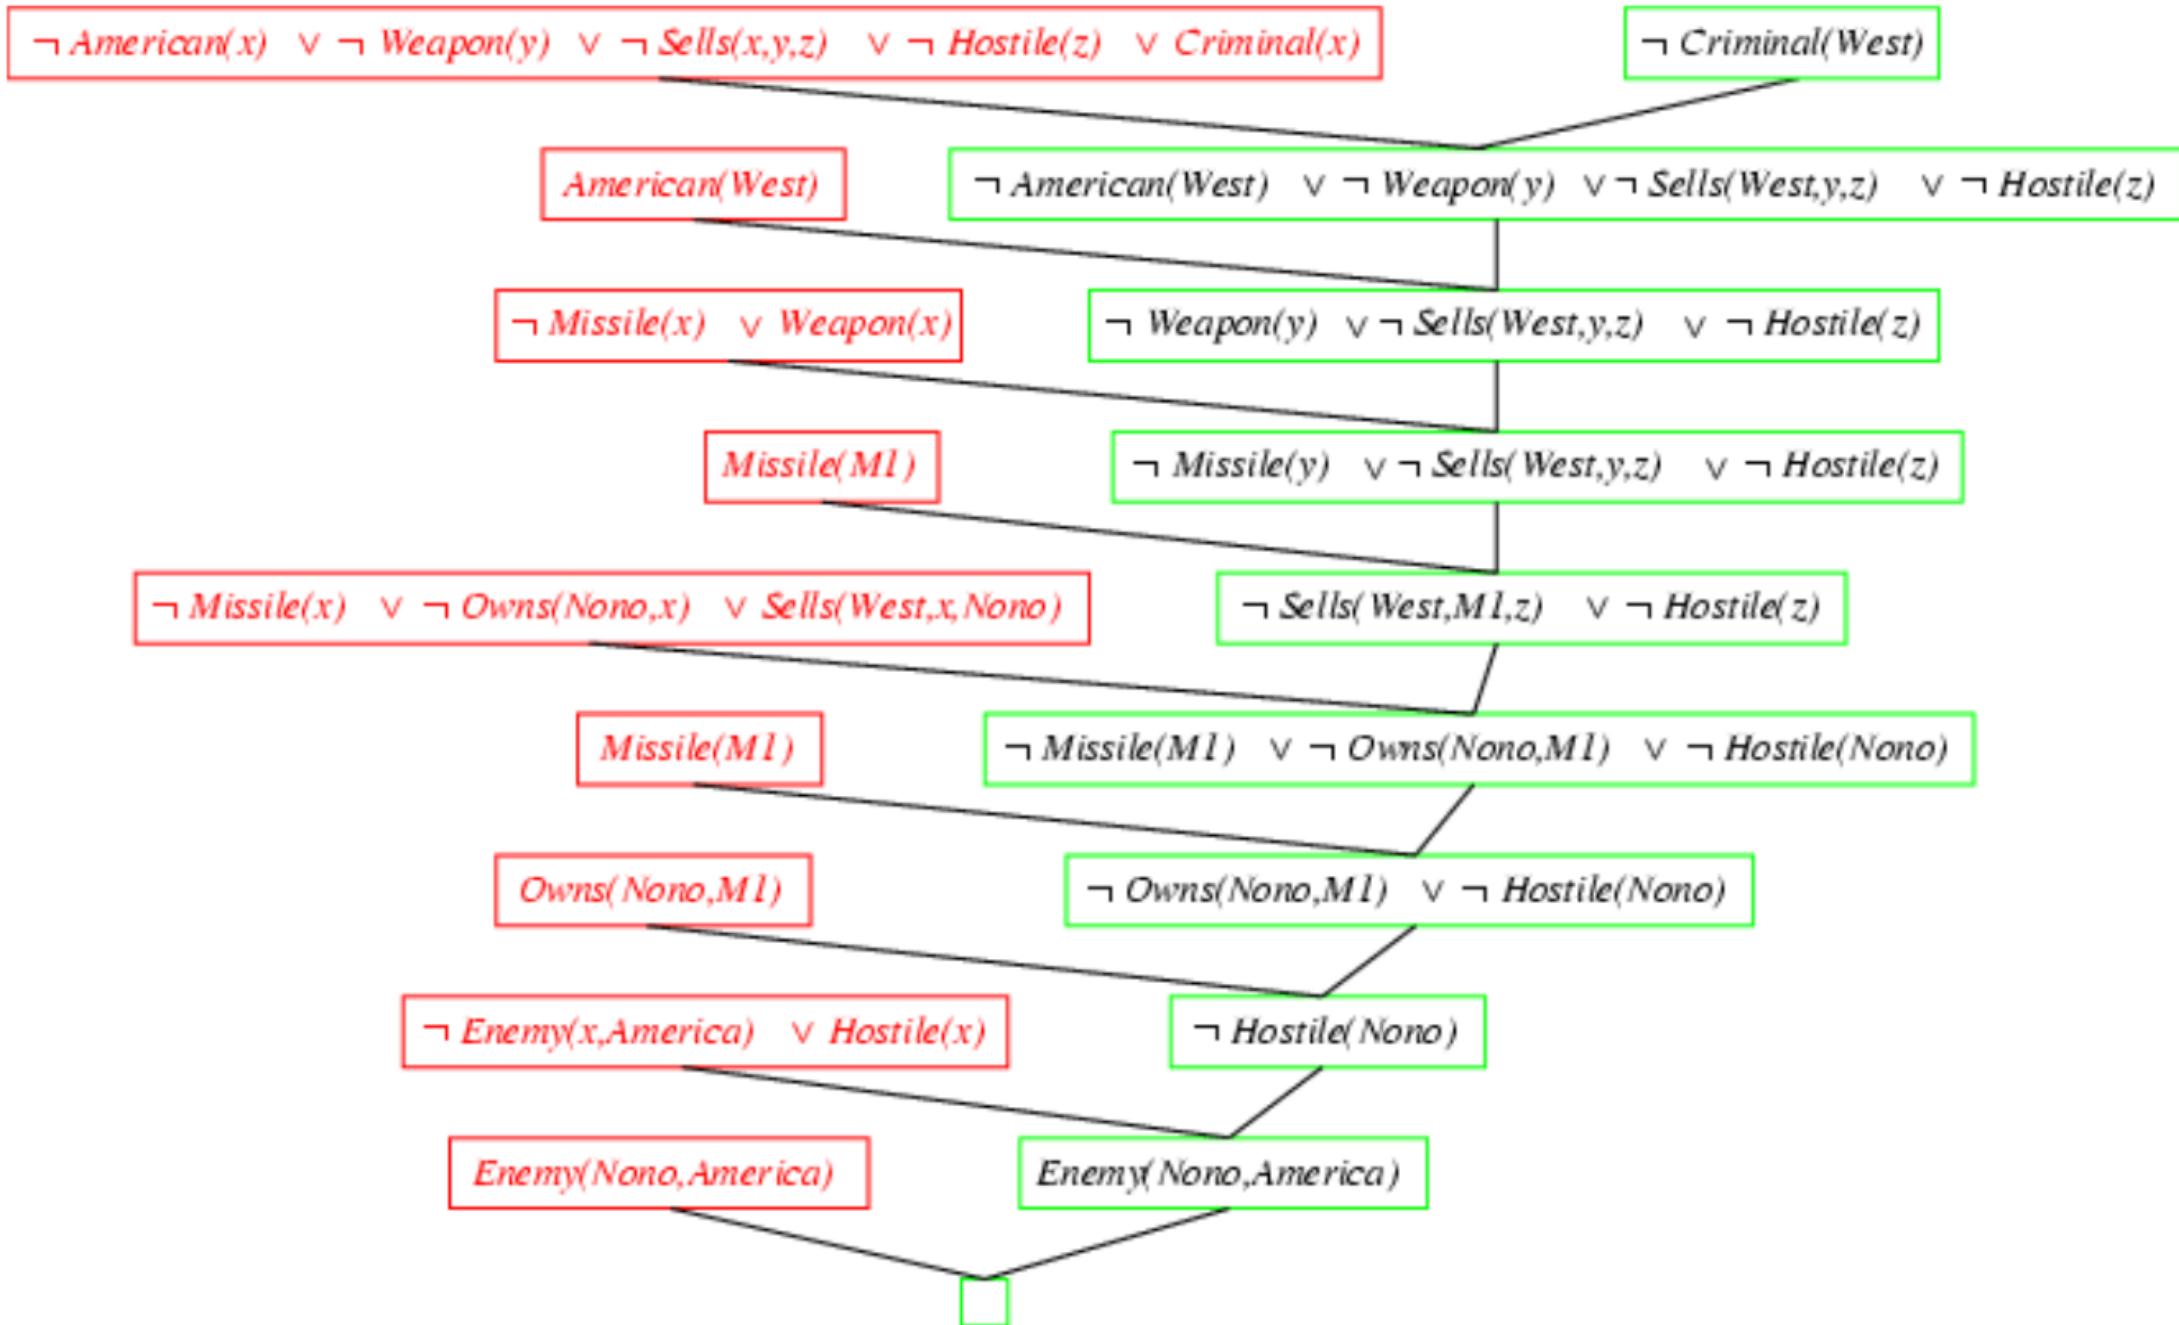 ¬ American(x) ∨ ¬ Weapon(y) ∨ ¬ Sells(x,y,z) ∨ ¬ Hostile(z) ∨ Criminal(x)
¬ Criminal(West)
American(West)
¬ American(West) ∨ ¬ Weapon(y) ∨ ¬ Sells(West,y,z) ∨ ¬ Hostile(z)
¬ Missile(x) ∨ Weapon(x)
¬ Weapon(y) ∨ ¬ Sells(West,y,z) ∨ ¬ Hostile(z)
Missile(M1)
¬ Missile(y) ∨ ¬ Sells(West,y,z) ∨ ¬ Hostile(z)
¬ Missile(x) ∨ ¬ Owns(Nono,x) ∨ Sells(West,x,Nono)
¬ Sells(West,M1,z) ∨ ¬ Hostile(z)
Missile(M1)
¬ Missile(M1) ∨ ¬ Owns(Nono,M1) ∨ ¬ Hostile(Nono)
Owns(Nono,M1)
¬ Owns(Nono,M1) ∨ ¬ Hostile(Nono)
¬ Enemy(x,America) ∨ Hostile(x)
¬ Hostile(Nono)
Enemy(Nono,America)
Enemy(Nono,America)